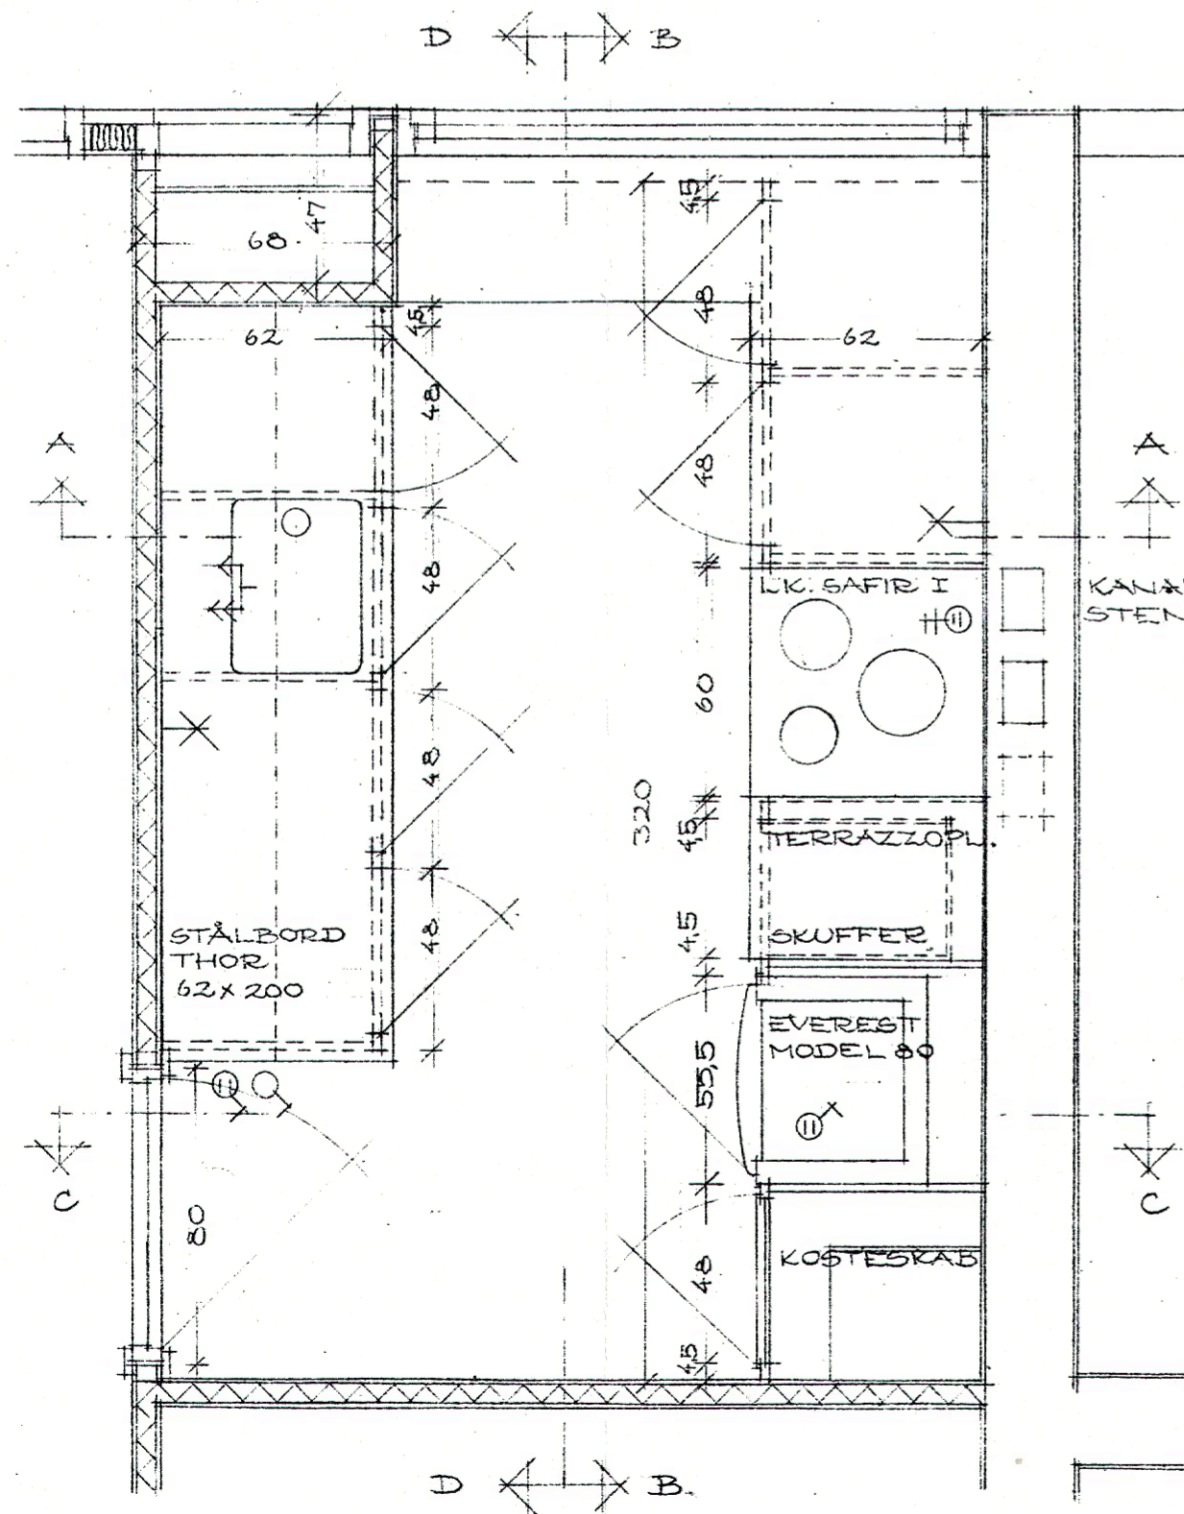 D B
4,5
47
68
4,5
48
62
62
48
A
48
A
48
LK. SAFIR I
STEN
60
48
320
4,5
TERRAZZOPL.
STÅLBORD
THOR
62 x 200
48
4,5
SKUFFER
EVEREST
MODEL 80
55,5
C
80
C
48
KOSTESKAB
4,5
D B.